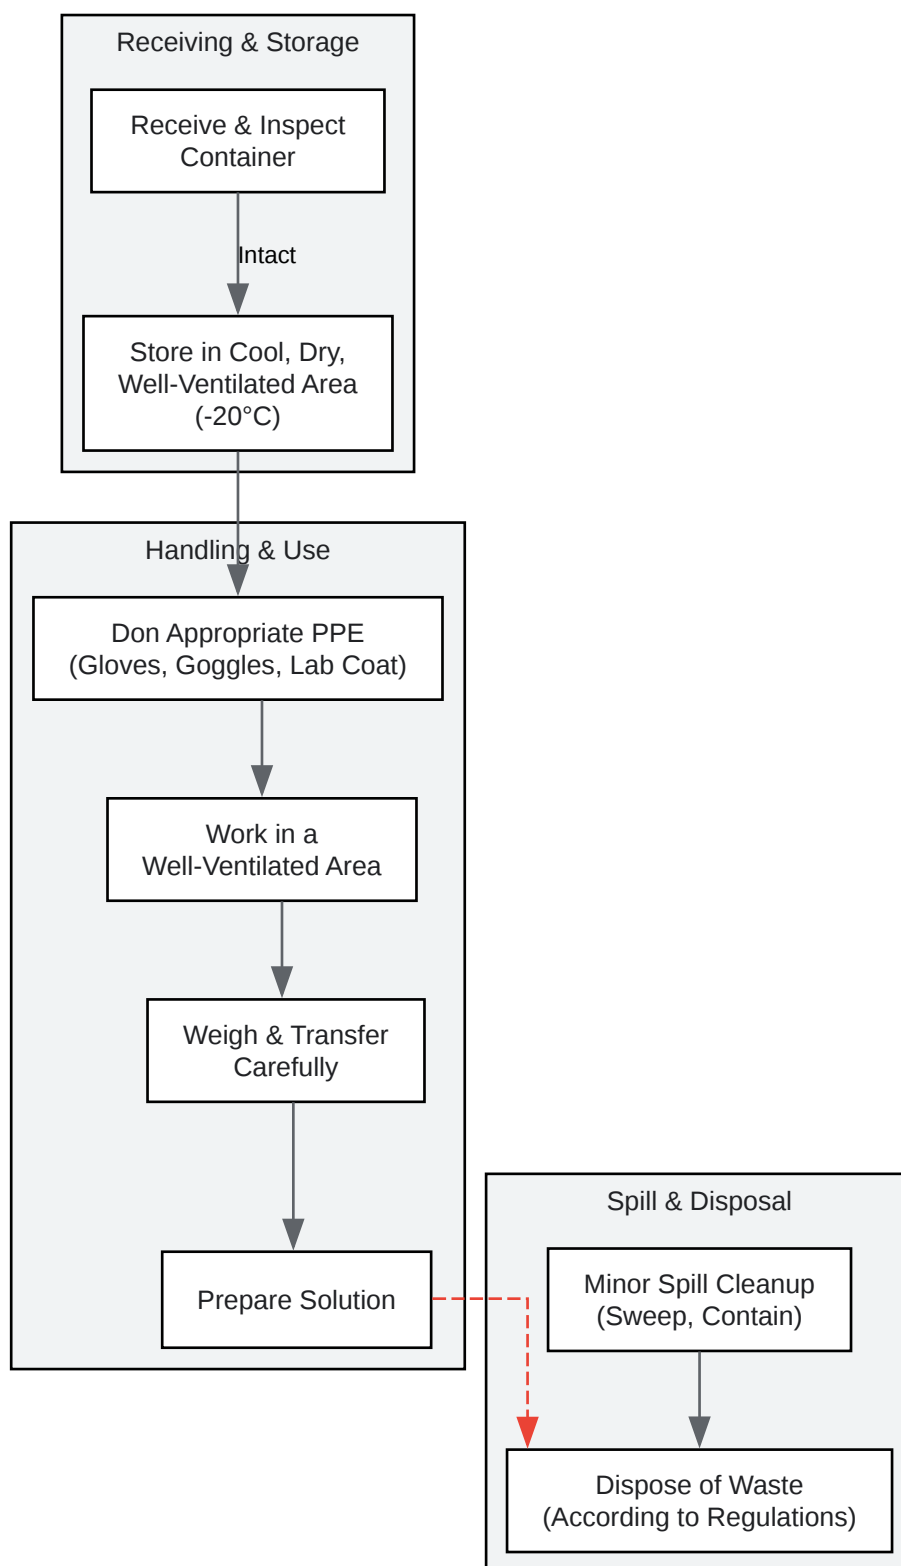 Receiving & Storage
Receive & Inspect
Container
Intact
Store in Cool, Dry,
Well-Ventilated Area
(-20°C)
Handling & Use
Don Appropriate PPE
(Gloves, Goggles, Lab Coat)
Work in a
Well-Ventilated Area
Weigh & Transfer
Carefully
Prepare Solution
Spill & Disposal
Minor Spill Cleanup
(Sweep, Contain)
Dispose of Waste
(According to Regulations)